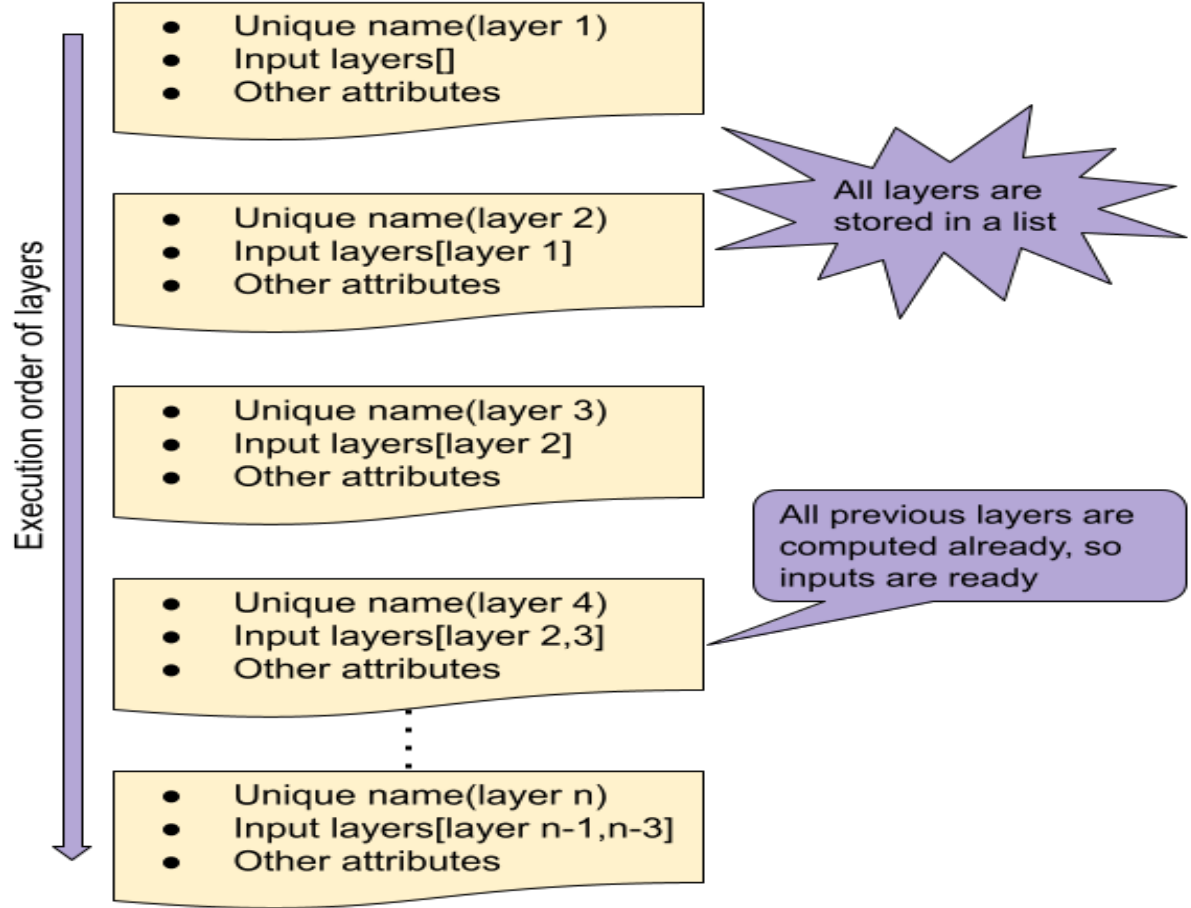 Execution order of layers
• Unique name(layer 1)
• Input layers[]
• Other attributes
All layers are
stored in a list
• Unique name(layer 2)
• Input layers[layer 1]
• Other attributes
• Unique name(layer 3)
• Input layers[layer 2]
• Other attributes
All previous layers are
computed already, so
inputs are ready
• Unique name(layer 4)
• Input layers[layer 2,3]
• Other attributes
• Unique name(layer n)
• Input layers[layer n-1,n-3]
• Other attributes